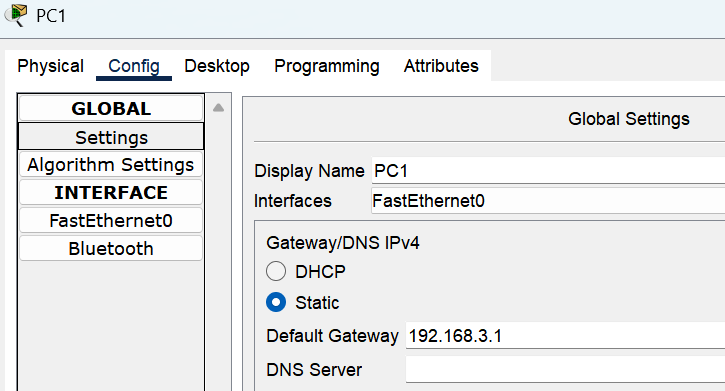 PC1
Physical Config Desktop Programming Attributes
GLOBAL
Settings
Algorithm Settings
INTERFACE
FastEthernet0
Bluetooth
Global Settings
Display Name PC1
Interfaces FastEthernet0
Gateway/DNS IPv4
DHCP
Static
Default Gateway 192.168.3.1
DNS Server